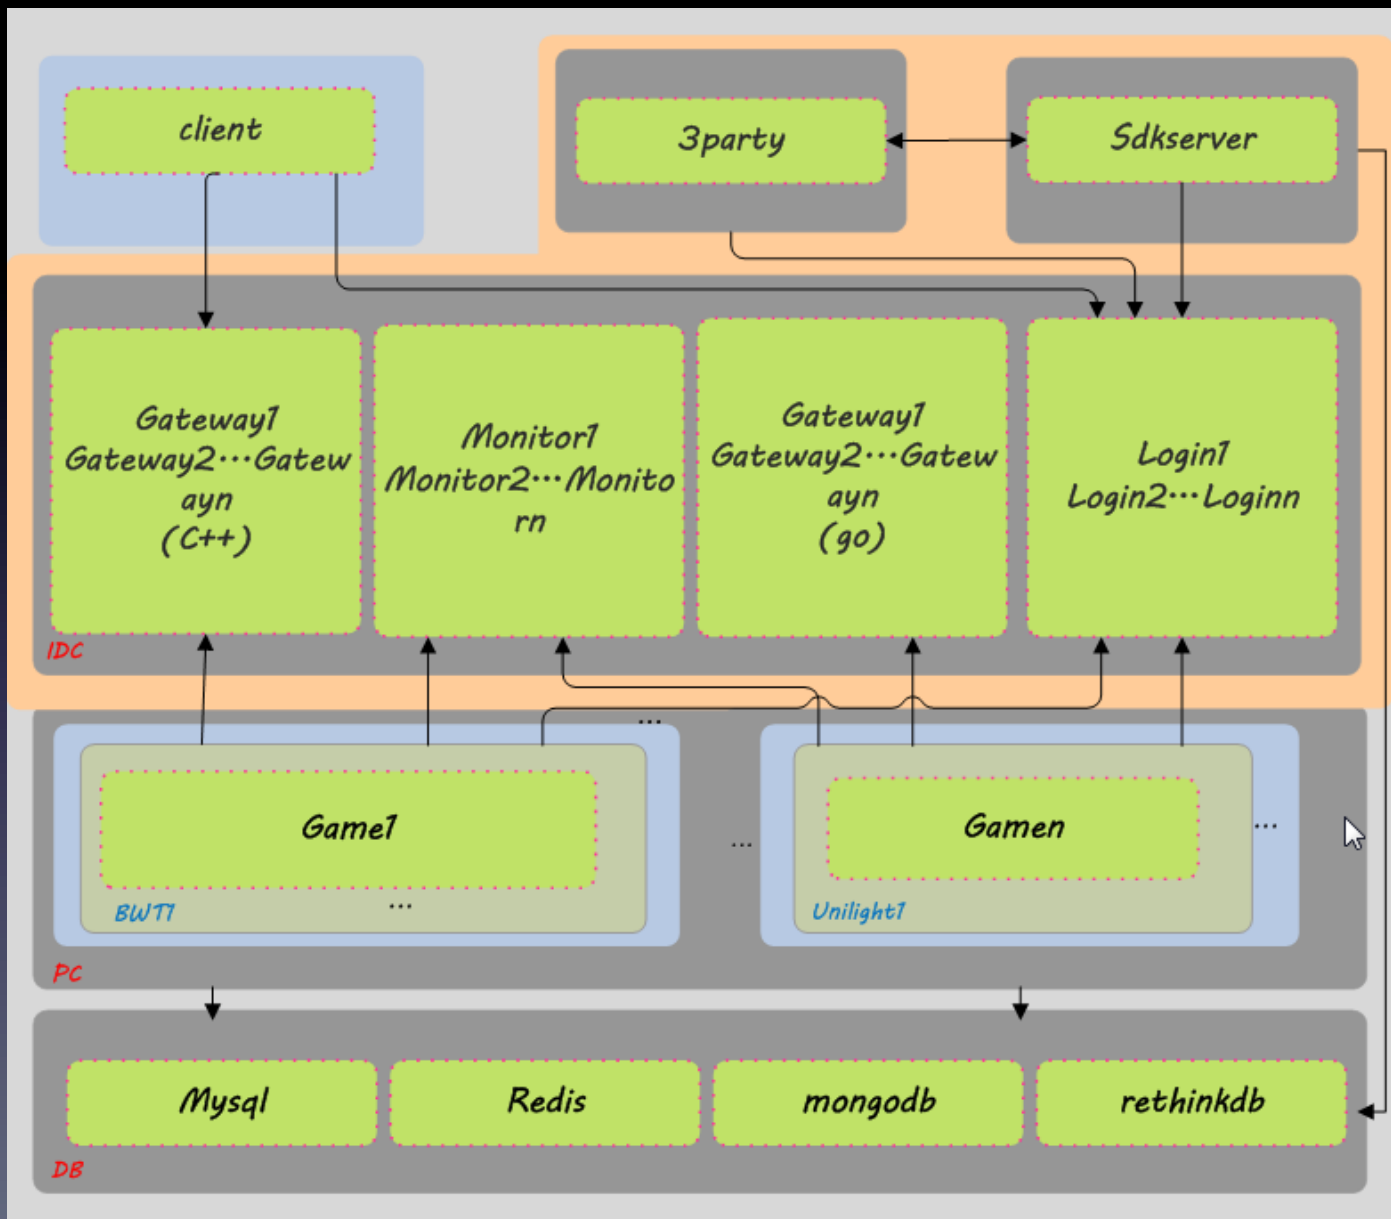 client
3party
Sdkserver
Gateway1
Gateway2···Gatew
ayn
(C++)
Monitor1
Monitor2···Monito
rn
Gateway1
Gateway2···Gatew
ayn
(go)
Login1
Login2···Loginn
IDC
...
Game1
...
BWT1
...
Gamen
...
Unilight1
PC
Mysql
Redis
mongodb
rethinkdb
DB